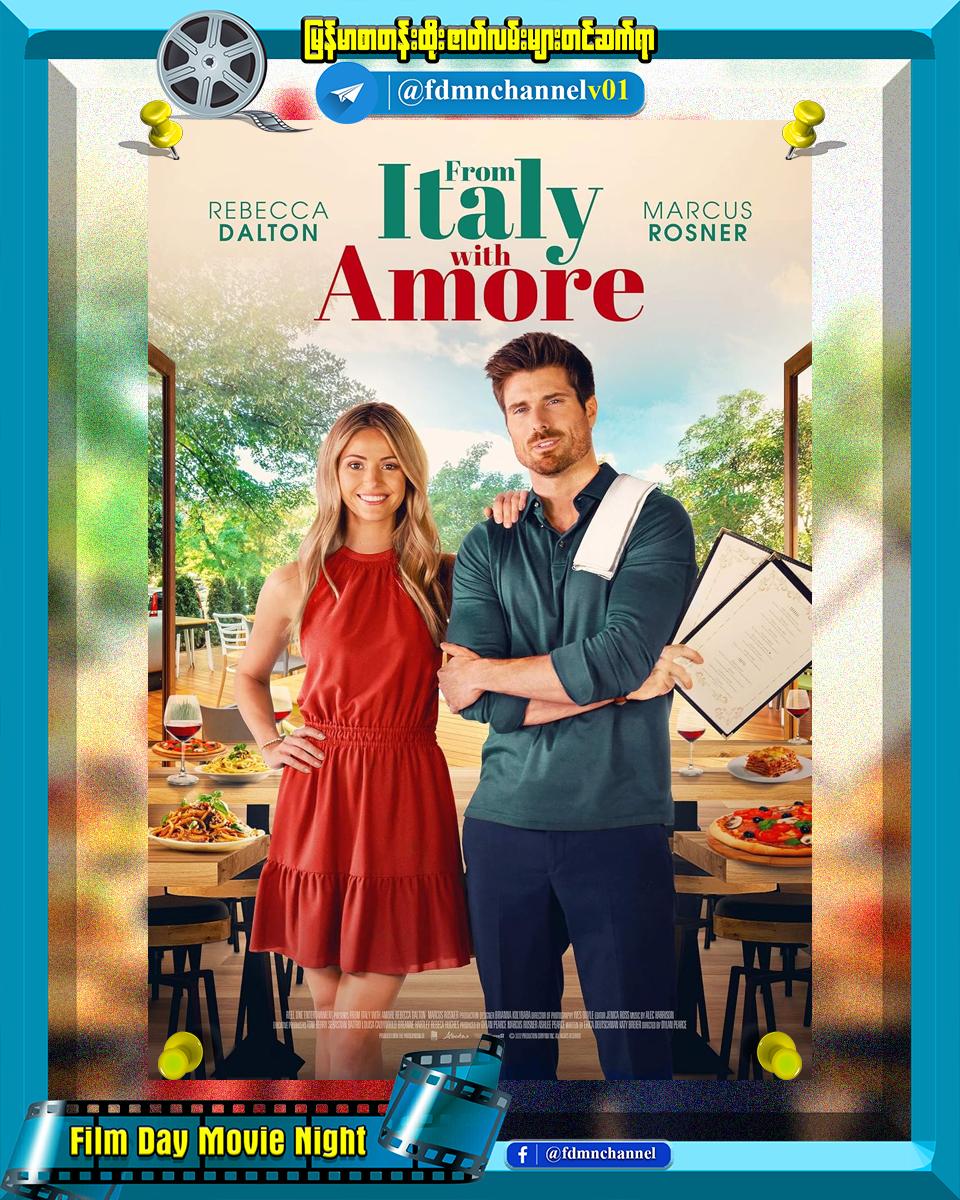 မြန်မာစာတန်းထိုးဇာတ်လမ်းများတင်ဆက်ရာ
@fdmnchannelv01
From
Italy
with
Amore
REBECCA
DALTON
MARCUS
ROSNER
Film Day Movie Night
f @fdmnchannel